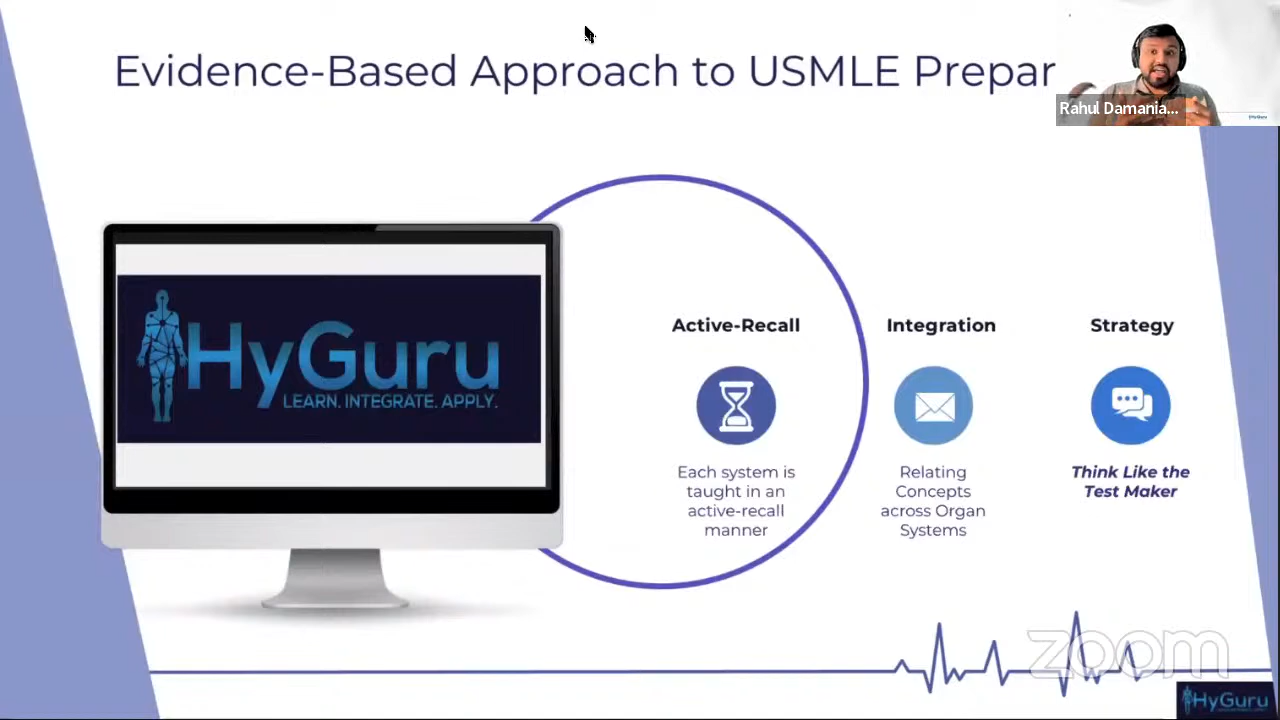 Evidence-Based Approach to USMLE Prepar
Rahul Damania...
HyGuru
HyGuru
LEARN. INTEGRATE. APPLY.
Active-Recall
Integration
Strategy
Each system is
taught in an
active-recall
manner
Relating
Concepts
across Organ
Systems
Think Like the
Test Maker
zoom
HyGuru